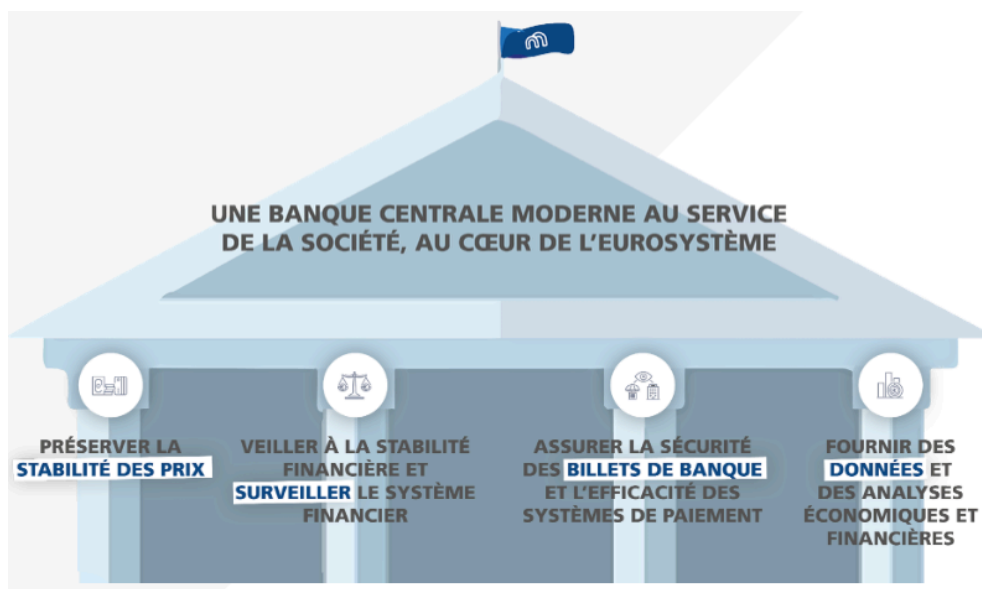 UNE BANQUE CENTRALE MODERNE AU SERVICE
DE LA SOCIÉTÉ, AU CŒUR DE L'EUROSYSTÈME
PRÉSERVER LA
STABILITÉ DES PRIX
VEILLER À LA STABILITÉ
FINANCIÈRE ET
SURVEILLER LE SYSTÈME
FINANCIER
ASSURER LA SÉCURITÉ
DES BILLETS DE BANQUE
ET L'EFFICACITÉ DES
SYSTÈMES DE PAIEMENT
FOURNIR DES
DONNÉES ET
DES ANALYSES
ÉCONOMIQUES ET
FINANCIÈRES